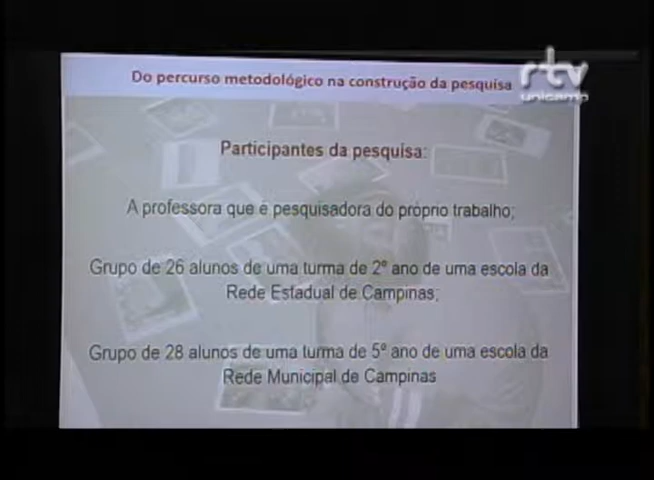 Do percurso metodológico na construção da pesquisa
rtv
unicamp
Participantes da pesquisa:
A professora que é pesquisadora do próprio trabalho;
Grupo de 26 alunos de uma turma de 2º ano de uma escola da
Rede Estadual de Campinas;
Grupo de 28 alunos de uma turma de 5º ano de uma escola da
Rede Municipal de Campinas